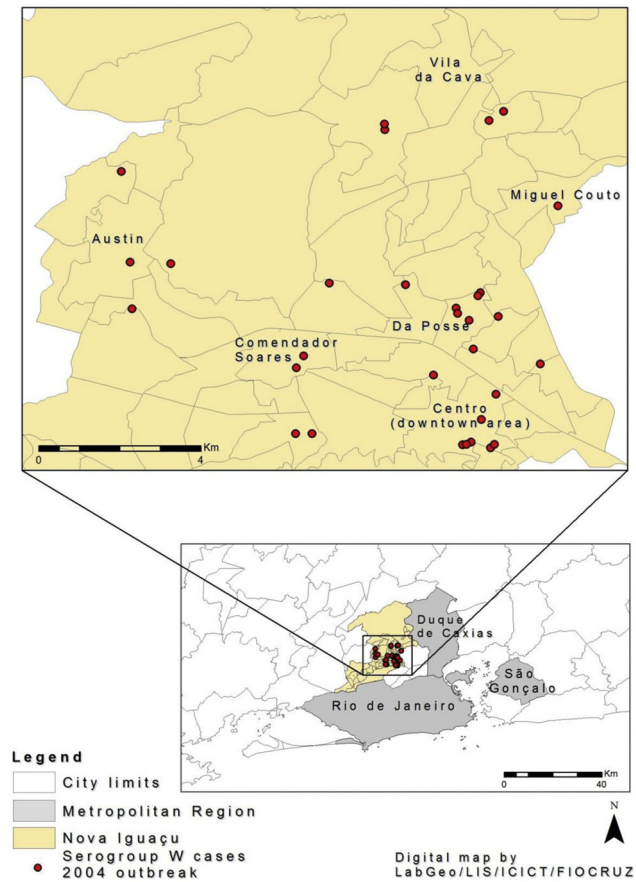 Vila
da Cava
Miguel Couto
Austin
Da Posse
Comendador
Soares
Centro
(downtown area)
Km
0 4
Duque
de Caxias
São
Gonçalo
Rio de Janeiro
Km
0 40
Legend
City limits
Metropolitan Region
Nova Iguaçu
Serogroup W cases
2004 outbreak
N
Digital map by
LabGeo/LIS/ICICT/FIOCRUZ